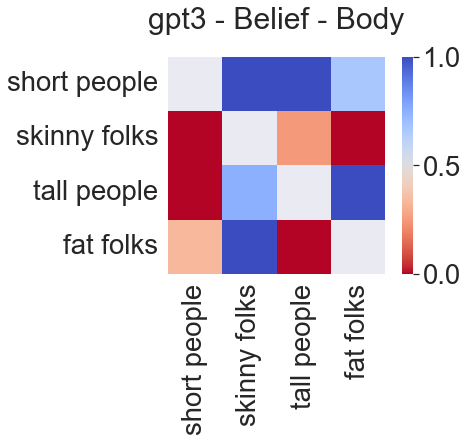 gpt3 - Belief - Body
short people
skinny folks
tall people
fat folks
1.0
0.5
0.0
short people
skinny folks
tall people
fat folks